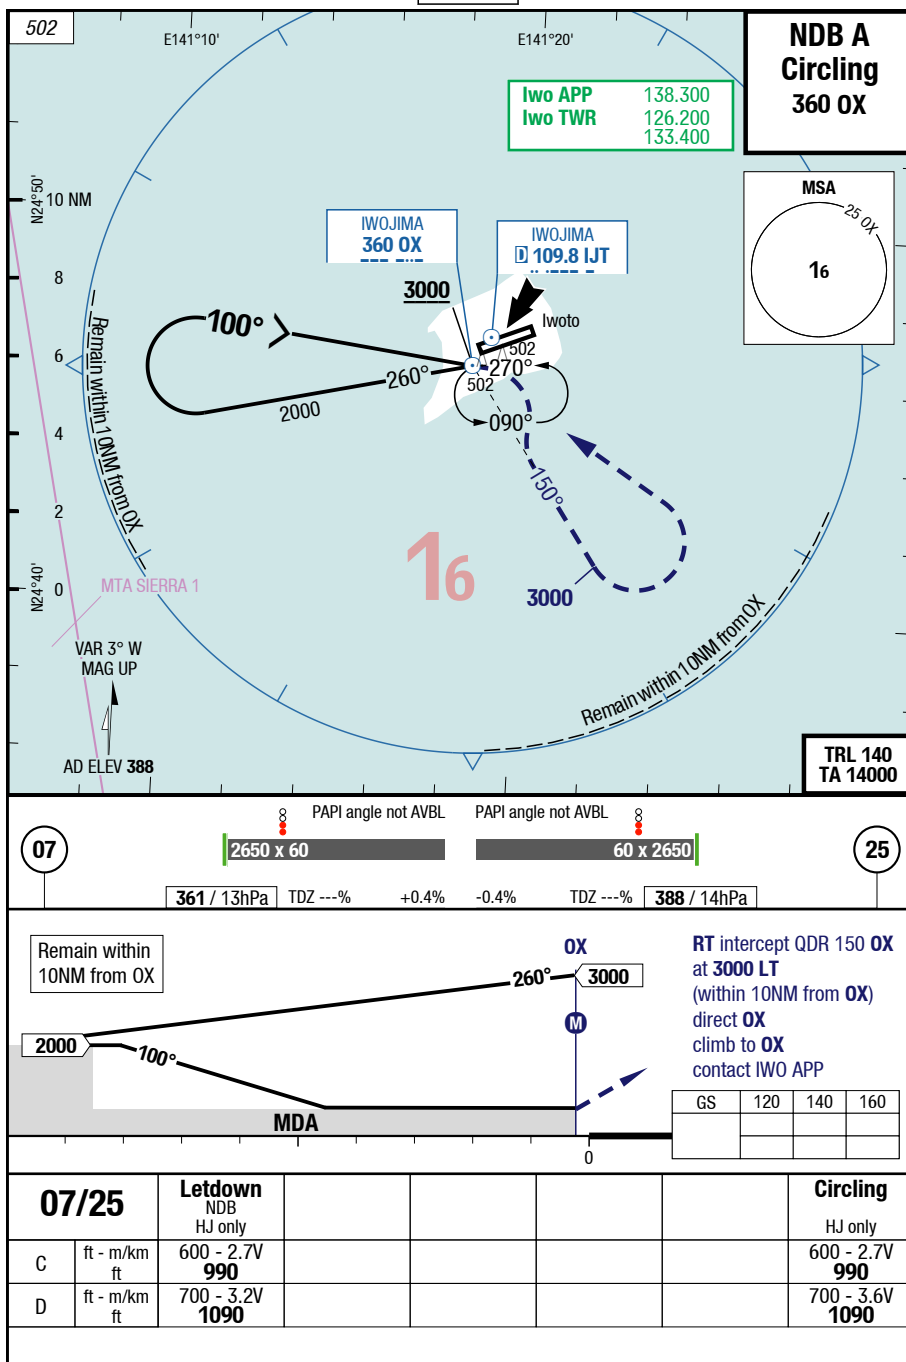 502
E141°10'
E141°20'
NDB A
Circling
360 OX
Iwo APP 138.300
Iwo TWR 126.200
133.400
MSA
25 OX
16
N24°50'
10 NM
8
6
4
2
0
N24°40'
IWOJIMA
360 OX
IWOJIMA
D 109.8 IJT
3000
Iwoto
100°
260°
2000
502
502
270°
090°
150°
3000
16
Remain within 10NM from OX
Remain within 10NM from OX
MTA SIERRA 1
VAR 3° W
MAG UP
AD ELEV 388
TRL 140
TA 14000
PAPI angle not AVBL PAPI angle not AVBL
07 2650 x 60 60 x 2650 25
361 / 13hPa TDZ ---% +0.4% -0.4% TDZ ---% 388 / 14hPa
Remain within
10NM from OX
OX
260° 3000
M
2000
100°
MDA
0
RT intercept QDR 150 OX
at 3000 LT
(within 10NM from OX)
direct OX
climb to OX
contact IWO APP
GS 120 140 160
07/25 Letdown Circling
NDB
HJ only HJ only
C ft - m/km 600 - 2.7V 600 - 2.7V
ft 990 990
D ft - m/km 700 - 3.2V 700 - 3.6V
ft 1090 1090